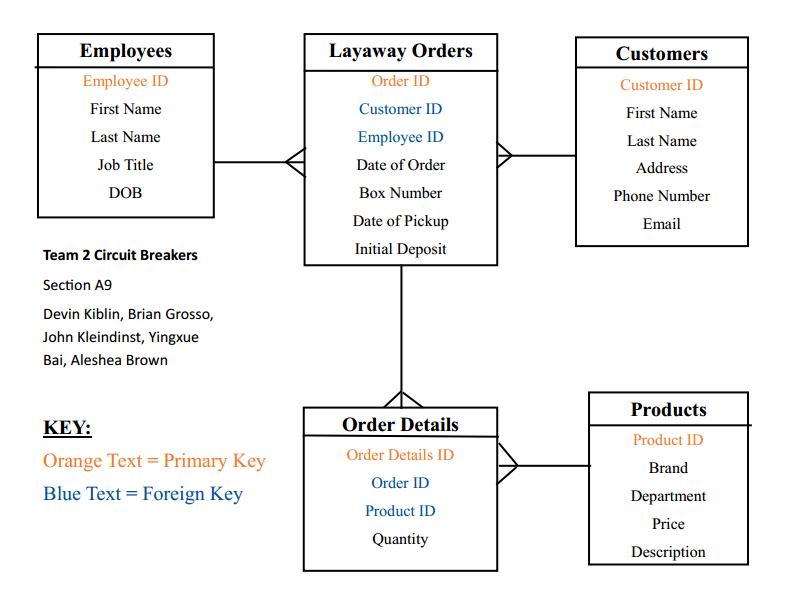 Employees
Employee ID
First Name
Last Name
Job Title
DOB
Layaway Orders
Order ID
Customer ID
Employee ID
Date of Order
Box Number
Date of Pickup
Initial Deposit
Customers
Customer ID
First Name
Last Name
Address
Phone Number
Email
Team 2 Circuit Breakers
Section A9
Devin Kiblin, Brian Grosso,
John Kleindinst, Yingxue
Bai, Aleshea Brown
KEY:
Orange Text = Primary Key
Blue Text = Foreign Key
Order Details
Order Details ID
Order ID
Product ID
Quantity
Products
Product ID
Brand
Department
Price
Description